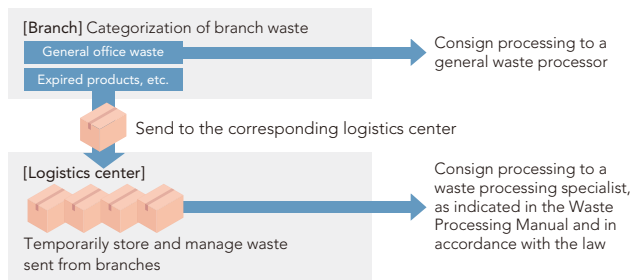 [Branch] Categorization of branch waste
General office waste
Expired products, etc.
Consign processing to a
general waste processor
Send to the corresponding logistics center
[Logistics center]
Temporarily store and manage waste
sent from branches
Consign processing to a
waste processing specialist,
as indicated in the Waste
Processing Manual and in
accordance with the law